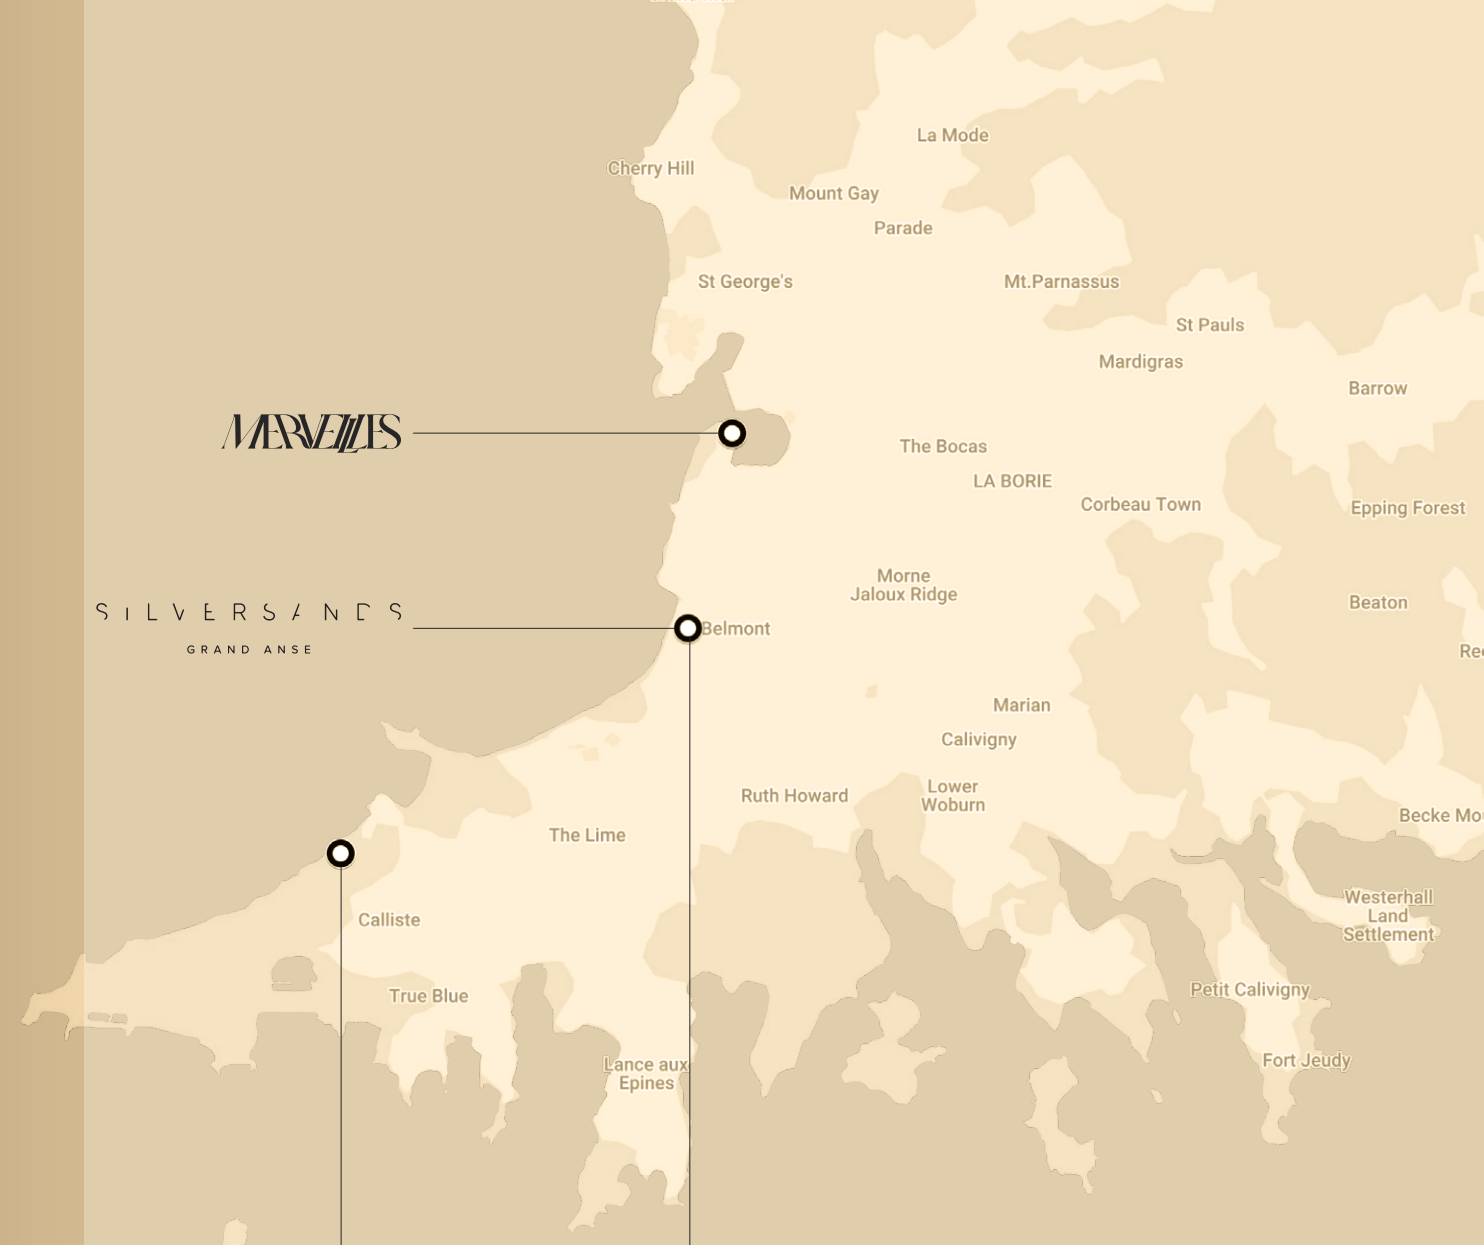 La Mode
Cherry Hill
Mount Gay
Parade
St George's
Mt.Parnassus
St Pauls
Mardigras
Barrow
MERVEILLES
The Bocas
LA BORIE
Corbeau Town
Epping Forest
Morne
Jaloux Ridge
Beaton
SILVERSANDS
GRAND ANSE
Belmont
Marian
Calivigny
Ruth Howard
Lower
Woburn
The Lime
Westerhall
Land
Settlement
Calliste
True Blue
Petit Calivigny
Lance aux
Epines
Fort Jeudy
Becke Mo